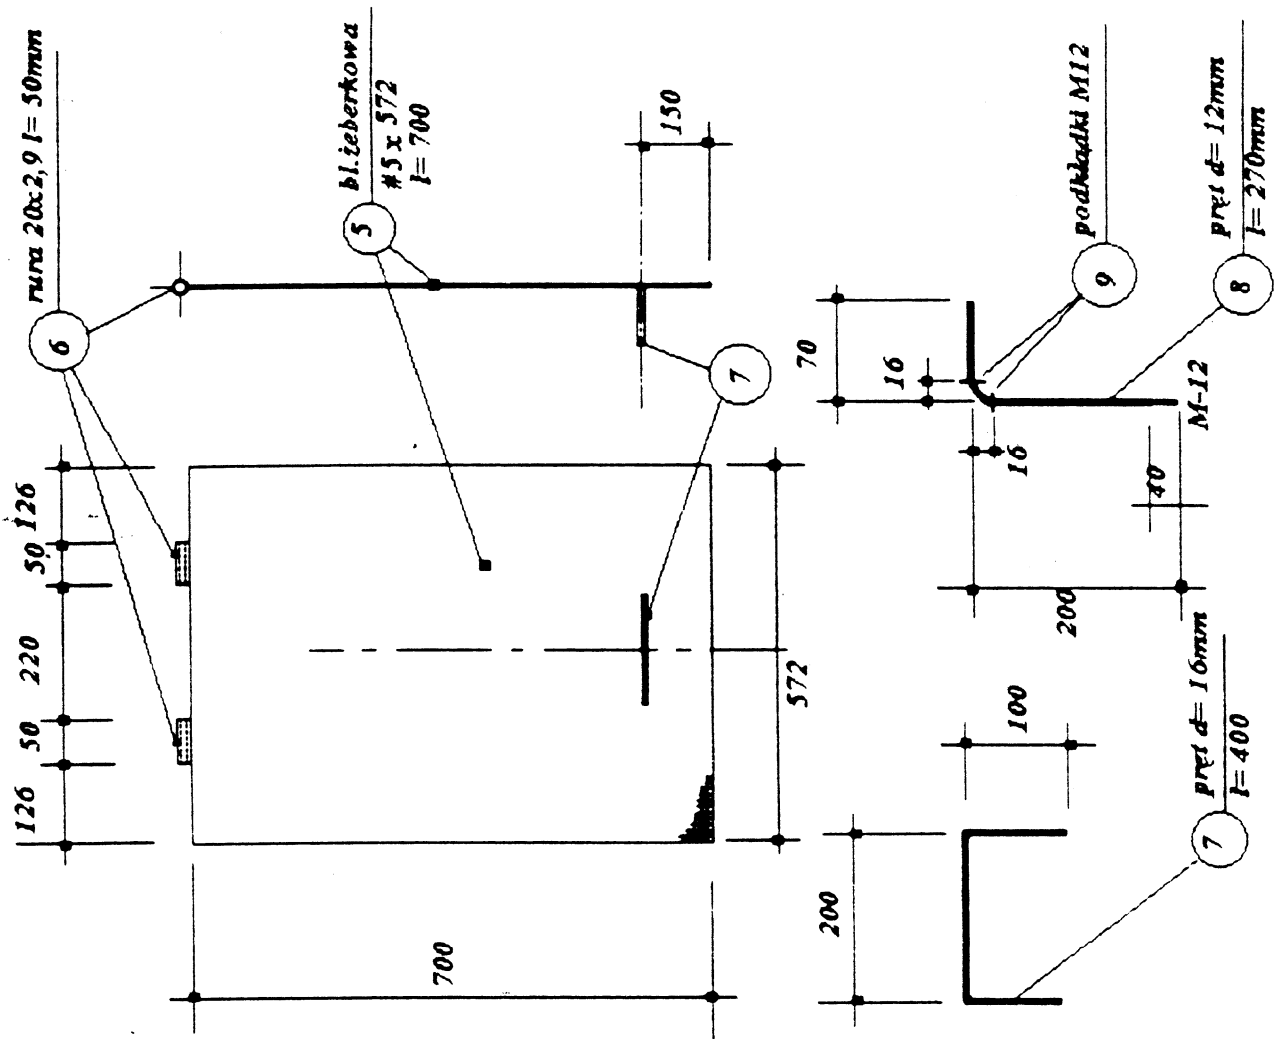 rura 20x2,9 l= 50mm
6
bl.żeberkowa
#5 x 572
l= 700
5
150
7
126
50
220
50
126
572
700
70
16
16
40
200
M-12
podkładki M12
9
pręt d= 12mm
l= 270mm
8
200
100
pręt d= 16mm
l= 400
7